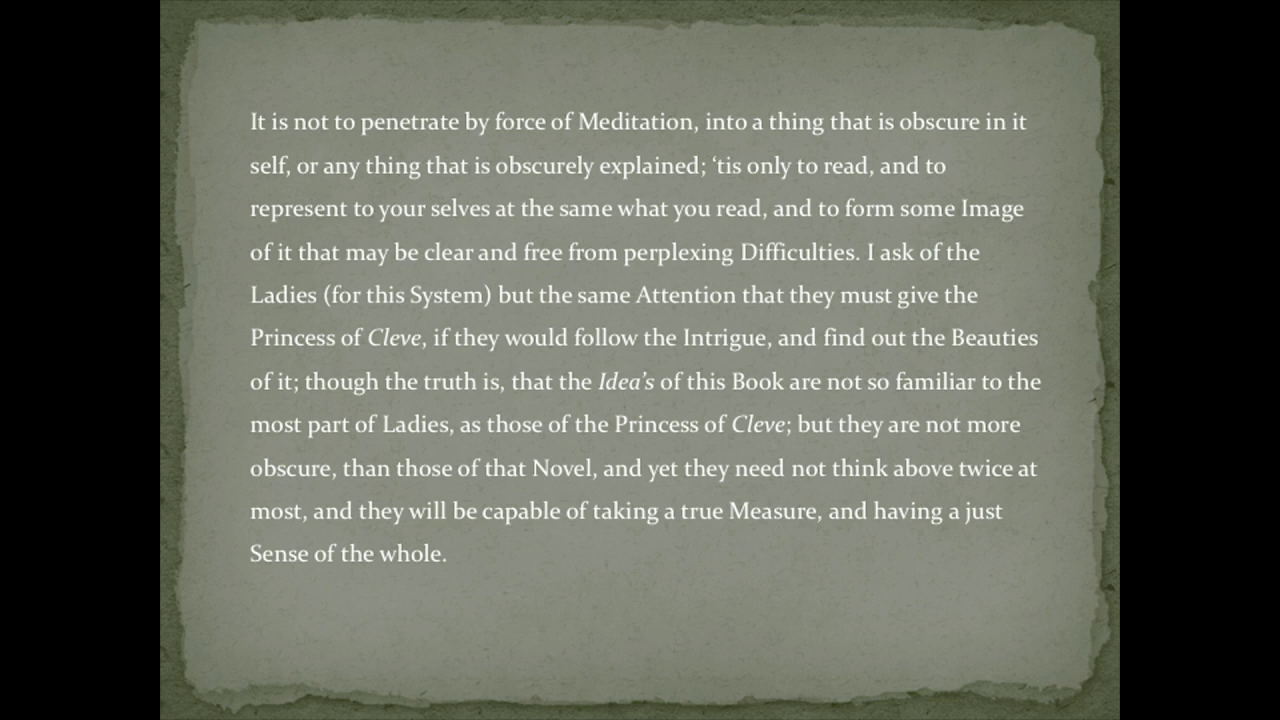 It is not to penetrate by force of Meditation, into a thing that is obscure in it
self, or any thing that is obscurely explained; ‘tis only to read, and to
represent to your selves at the same what you read, and to form some Image
of it that may be clear and free from perplexing Difficulties. I ask of the
Ladies (for this System) but the same Attention that they must give the
Princess of Cleve, if they would follow the Intrigue, and find out the Beauties
of it; though the truth is, that the Idea’s of this Book are not so familiar to the
most part of Ladies, as those of the Princess of Cleve; but they are not more
obscure, than those of that Novel, and yet they need not think above twice at
most, and they will be capable of taking a true Measure, and having a just
Sense of the whole.